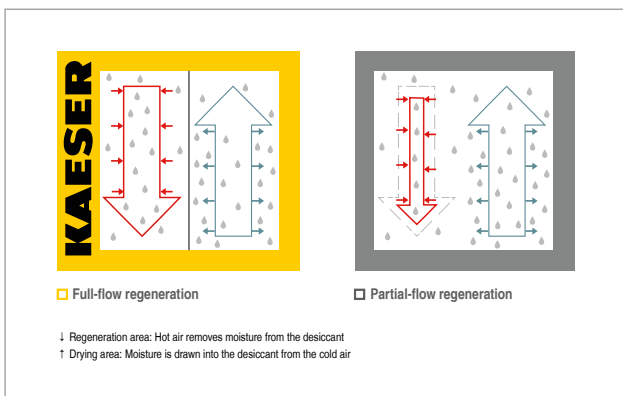 KAESER
Full-flow regeneration
Partial-flow regeneration
↓ Regeneration area: Hot air removes moisture from the desiccant
↑ Drying area: Moisture is drawn into the desiccant from the cold air